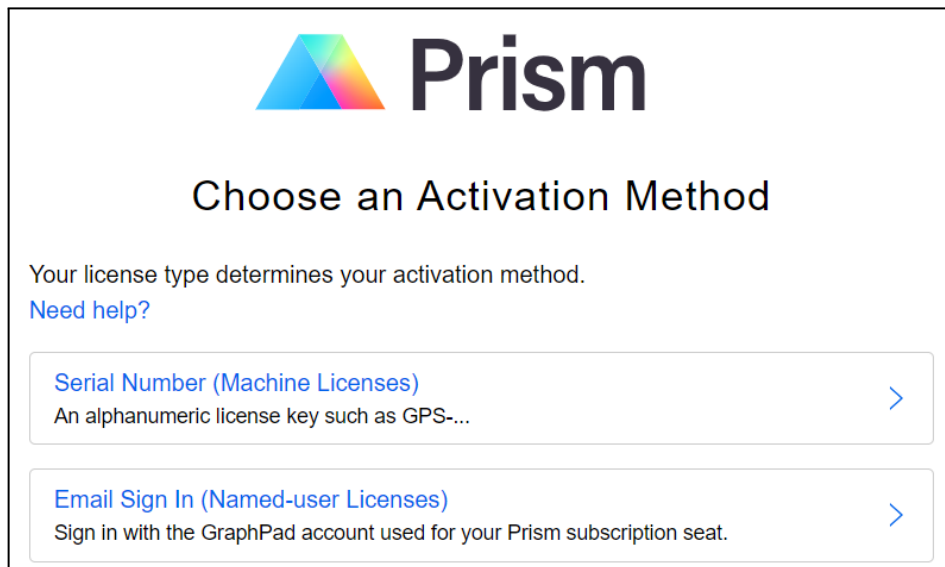 Prism
Choose an Activation Method
Your license type determines your activation method.
Need help?
Serial Number (Machine Licenses)
An alphanumeric license key such as GPS-...
Email Sign In (Named-user Licenses)
Sign in with the GraphPad account used for your Prism subscription seat.